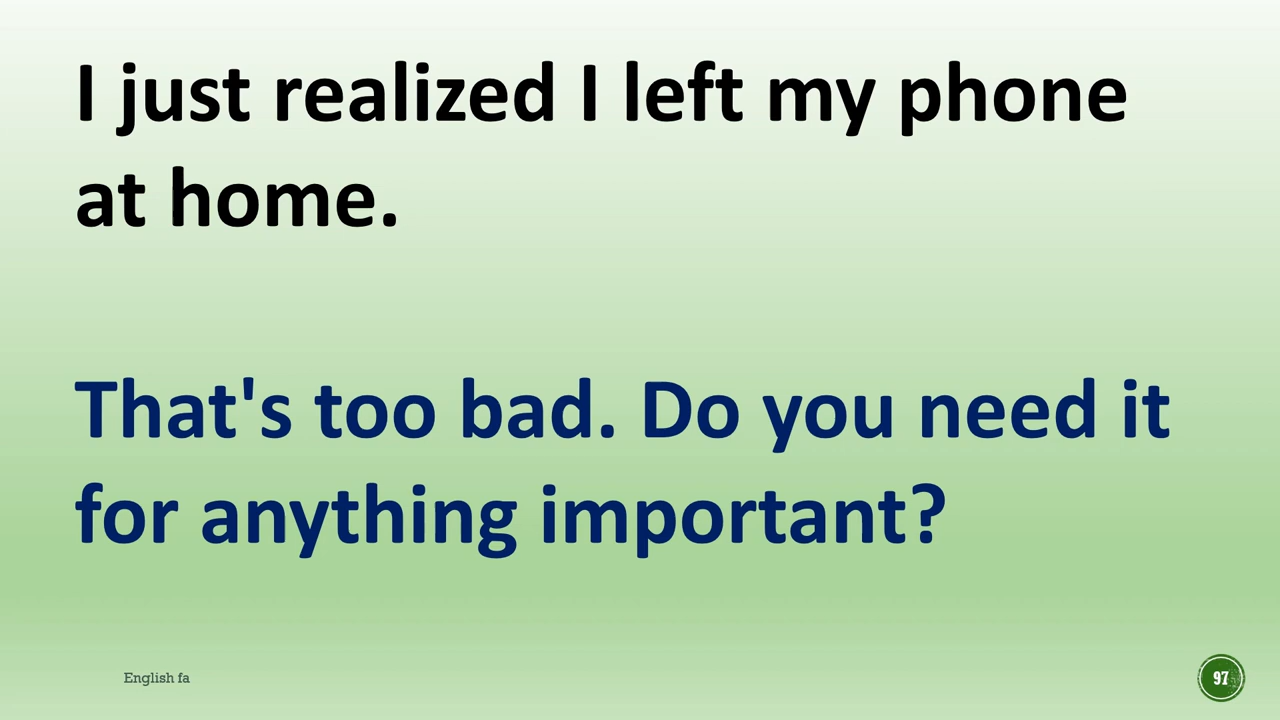 I just realized I left my phone
at home.
That's too bad. Do you need it
for anything important?
English fa
97